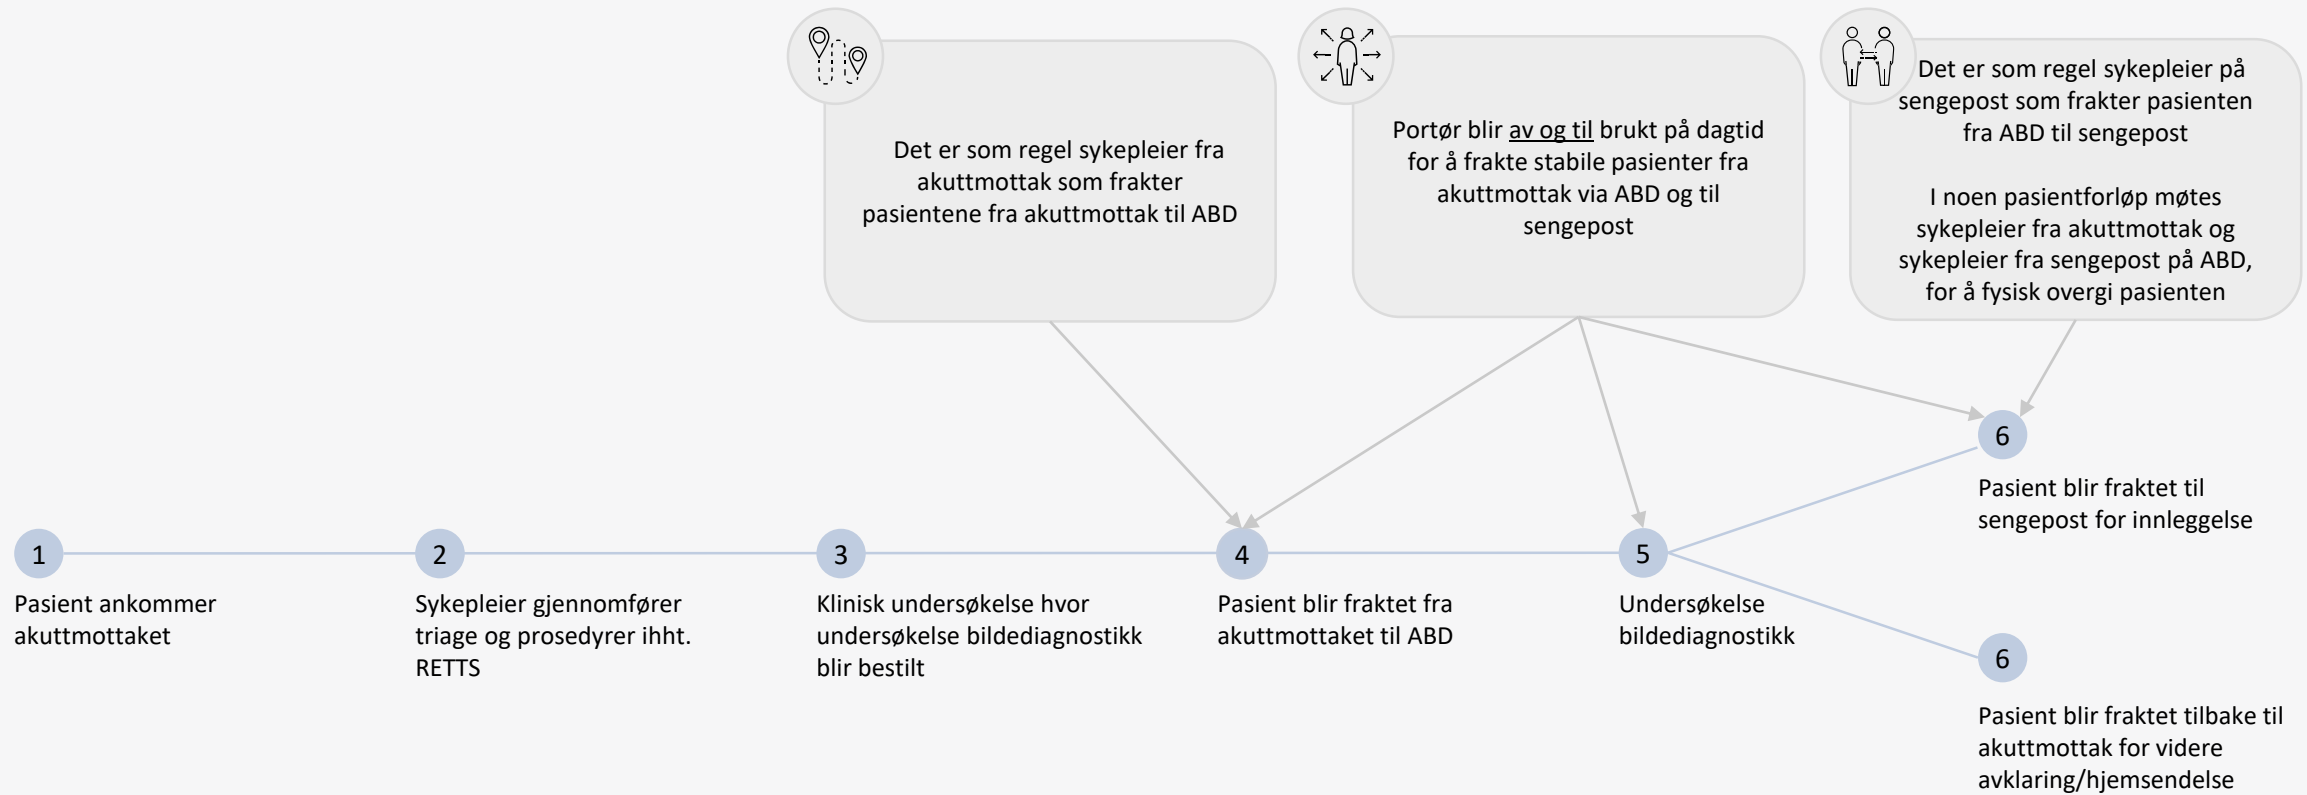 Det er som regel sykepleier fra
akuttmottak som frakter
pasientene fra akuttmottak til ABD
Portør blir av og til brukt på dagtid
for å frakte stabile pasienter fra
akuttmottak via ABD og til
sengepost
Det er som regel sykepleier på
sengepost som frakter pasienten
fra ABD til sengepost
I noen pasientforløp møtes
sykepleier fra akuttmottak og
sykepleier fra sengepost på ABD,
for å fysisk overgi pasienten
1
Pasient ankommer
akuttmottaket
2
Sykepleier gjennomfører
triage og prosedyrer ihht.
RETTS
3
Klinisk undersøkelse hvor
undersøkelse bildediagnostikk
blir bestilt
4
Pasient blir fraktet fra
akuttmottaket til ABD
5
Undersøkelse
bildediagnostikk
6
Pasient blir fraktet til
sengepost for innleggelse
6
Pasient blir fraktet tilbake til
akuttmottak for videre
avklaring/hjemsendelse